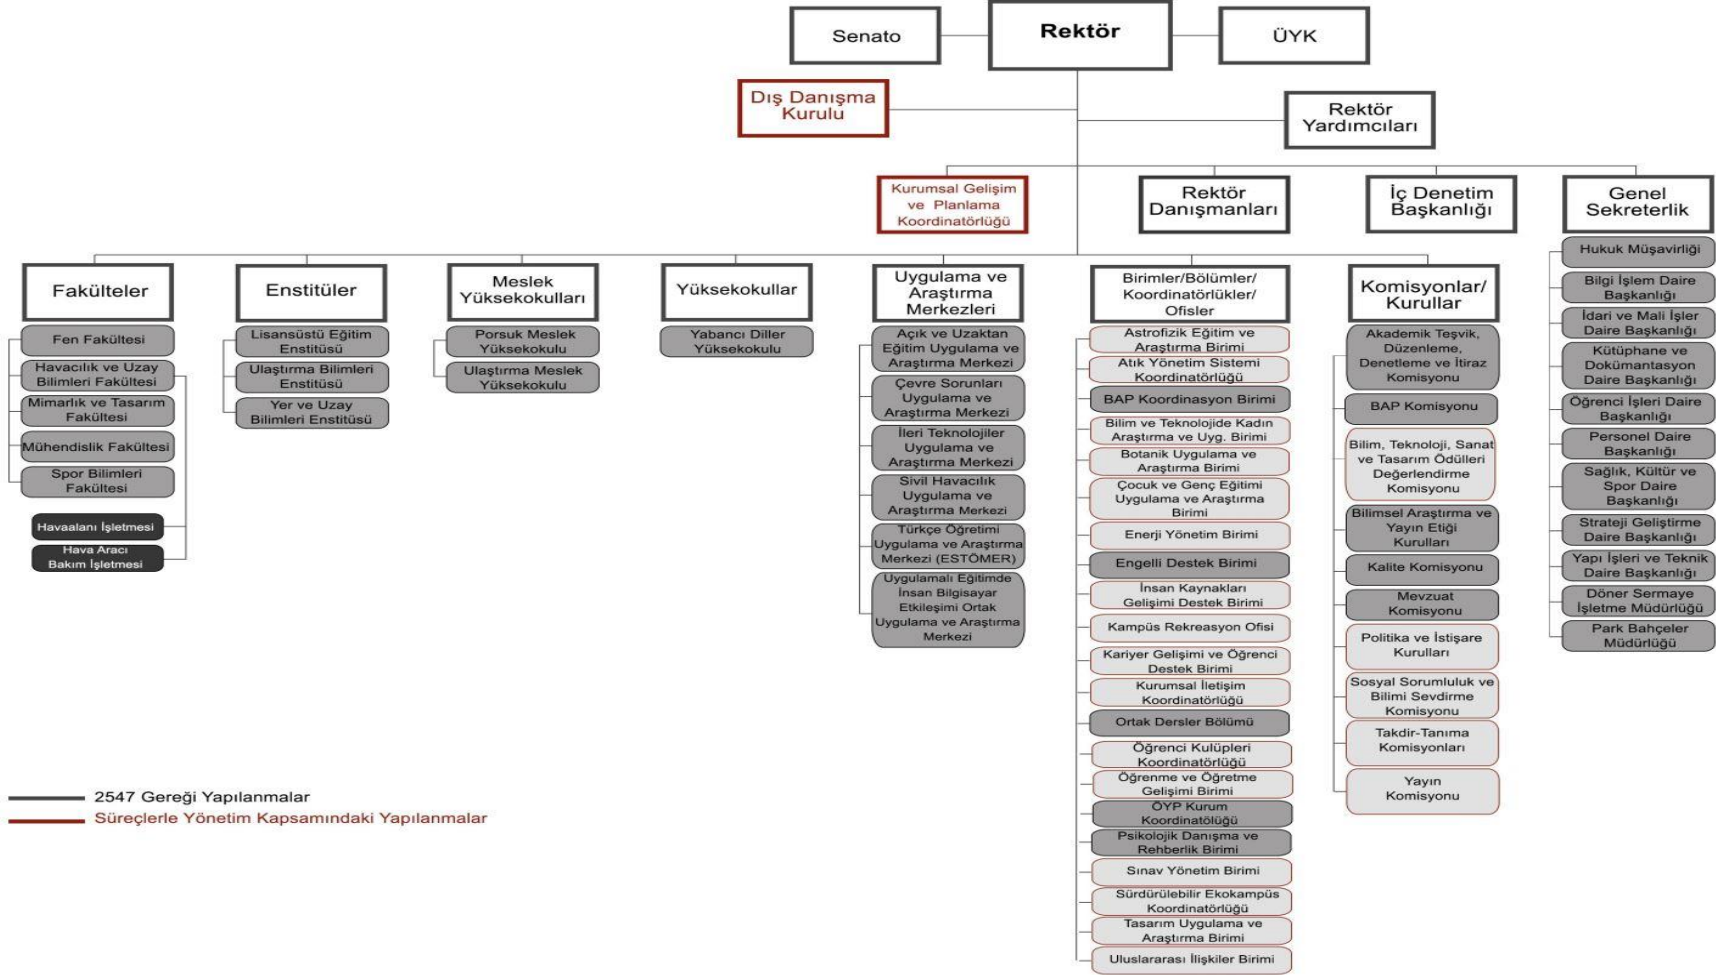 Senato
Rektör
ÜYK
Dış Danışma
Kurulu
Rektör
Yardımcıları
Kurumsal Gelişim
ve Planlama
Koordinatörlüğü
Rektör
Danışmanları
İç Denetim
Başkanlığı
Genel
Sekreterlik
Hukuk Müşavirliği
Bilgi İşlem Daire
Başkanlığı
İdari ve Mali İşler
Daire Başkanlığı
Kütüphane ve
Dokümantasyon
Daire Başkanlığı
Öğrenci İşleri Daire
Başkanlığı
Personel Daire
Başkanlığı
Sağlık, Kültür ve
Spor Daire
Başkanlığı
Strateji Geliştirme
Daire Başkanlığı
Yapı İşleri ve Teknik
Daire Başkanlığı
Döner Sermaye
İşletme Müdürlüğü
Park Bahçeler
Müdürlüğü
Fakülteler
Fen Fakültesi
Havacılık ve Uzay
Bilimleri Fakültesi
Mimarlık ve Tasarım
Fakültesi
Mühendislik Fakültesi
Spor Bilimleri
Fakültesi
Havaalanı İşletmesi
Hava Aracı
Bakım İşletmesi
Enstitüler
Lisansüstü Eğitim
Enstitüsü
Ulaştırma Bilimleri
Enstitüsü
Yer ve Uzay
Bilimleri Enstitüsü
Meslek
Yüksekokulları
Porsuk Meslek
Yüksekokulu
Ulaştırma Meslek
Yüksekokulu
Yüksekokullar
Yabancı Diller
Yüksekokulu
Uygulama ve
Araştırma
Merkezleri
Açık ve Uzaktan
Eğitim Uygulama ve
Araştırma Merkezi
Çevre Sorunları
Uygulama ve
Araştırma Merkezi
İleri Teknolojiler
Uygulama ve
Araştırma Merkezi
Sivil Havacılık
Uygulama ve
Araştırma Merkezi
Türkçe Öğretimi
Uygulama ve Araştırma
Merkezi (ESTÖMER)
Uygulamalı Eğitimde
İnsan Bilgisayar
Etkileşimi Ortak
Uygulama ve Araştırma
Merkezi
Birimler/Bölümler/
Koordinatörlükler/
Ofisler
Astrofizik Eğitim ve
Araştırma Birimi
Atık Yönetim Sistemi
Koordinatörlüğü
BAP Koordinasyon Birimi
Bilim ve Teknolojide Kadın
Araştırma ve Uyg. Birimi
Botanik Uygulama ve
Araştırma Birimi
Çocuk ve Genç Eğitimi
Uygulama ve Araştırma
Birimi
Enerji Yönetim Birimi
Engelli Destek Birimi
İnsan Kaynakları
Gelişimi Destek Birimi
Kampüs Rekreasyon Ofisi
Kariyer Gelişimi ve Öğrenci
Destek Birimi
Kurumsal İletişim
Koordinatörlüğü
Ortak Dersler Bölümü
Öğrenci Kulüpleri
Koordinatörlüğü
Öğrenme ve Öğretme
Gelişimi Birimi
ÖYP Kurum
Koordinatölüğü
Psikolojik Danışma ve
Rehberlik Birimi
Sınav Yönetim Birimi
Sürdürülebilir Ekokampüs
Koordinatörlüğü
Tasarım Uygulama ve
Araştırma Birimi
Uluslararası İlişkiler Birimi
Komisyonlar/
Kurullar
Akademik Teşvik,
Düzenleme,
Denetleme ve İtiraz
Komisyonu
BAP Komisyonu
Bilim, Teknoloji, Sanat
ve Tasarım Ödülleri
Değerlendirme
Komisyonu
Bilimsel Araştırma ve
Yayın Etiği
Kurulları
Kalite Komisyonu
Mevzuat
Komisyonu
Politika ve İstişare
Kurulları
Sosyal Sorumluluk ve
Bilimi Sevdirme
Komisyonu
Takdir-Tanıma
Komisyonları
Yayın
Komisyonu
2547 Gereği Yapılanmalar
Süreçlerle Yönetim Kapsamındaki Yapılanmalar